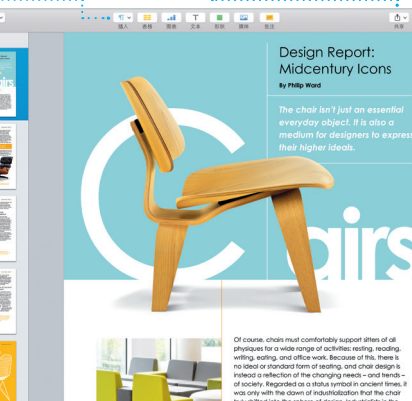 插入 表格 图表 文本 形状 媒体 批注 共享
Design Report:
Midcentury Icons
By Philip Ward
The chair isn't just an essential
everyday object. It is also a
medium for designers to express
their higher ideals.
C airs
Of course, chairs must comfortably support sitters of all
physiques for a wide range of activities: resting, reading,
writing, eating, and office work. Because of this, there is
no ideal or standard form of seating, and chair design is
instead a reflection of the changing needs – and trends –
of society. Regarded as a status symbol in ancient times, it
was only with the dawn of industrialization that the chair